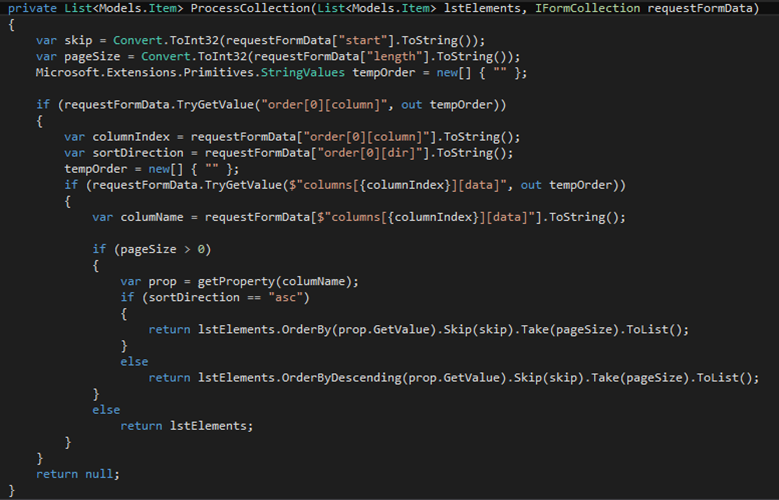 private List<Models.Item> ProcessCollection(List<Models.Item> lstElements, IFormCollection requestFormData)
{
var skip = Convert.ToInt32(requestFormData["start"].ToString());
var pageSize = Convert.ToInt32(requestFormData["length"].ToString());
Microsoft.Extensions.Primitives.StringValues tempOrder = new[] { "" };
if (requestFormData.TryGetValue("order[0][column]", out tempOrder))
{
var columnIndex = requestFormData["order[0][column]"].ToString();
var sortDirection = requestFormData["order[0][dir]"].ToString();
tempOrder = new[] { "" };
if (requestFormData.TryGetValue($"columns[{columnIndex}][data]", out tempOrder))
{
var columName = requestFormData[$"columns[{columnIndex}][data]"].ToString();
if (pageSize > 0)
{
var prop = getProperty(columName);
if (sortDirection == "asc")
{
return lstElements.OrderBy(prop.GetValue).Skip(skip).Take(pageSize).ToList();
}
else
return lstElements.OrderByDescending(prop.GetValue).Skip(skip).Take(pageSize).ToList();
}
else
return lstElements;
}
}
return null;
}